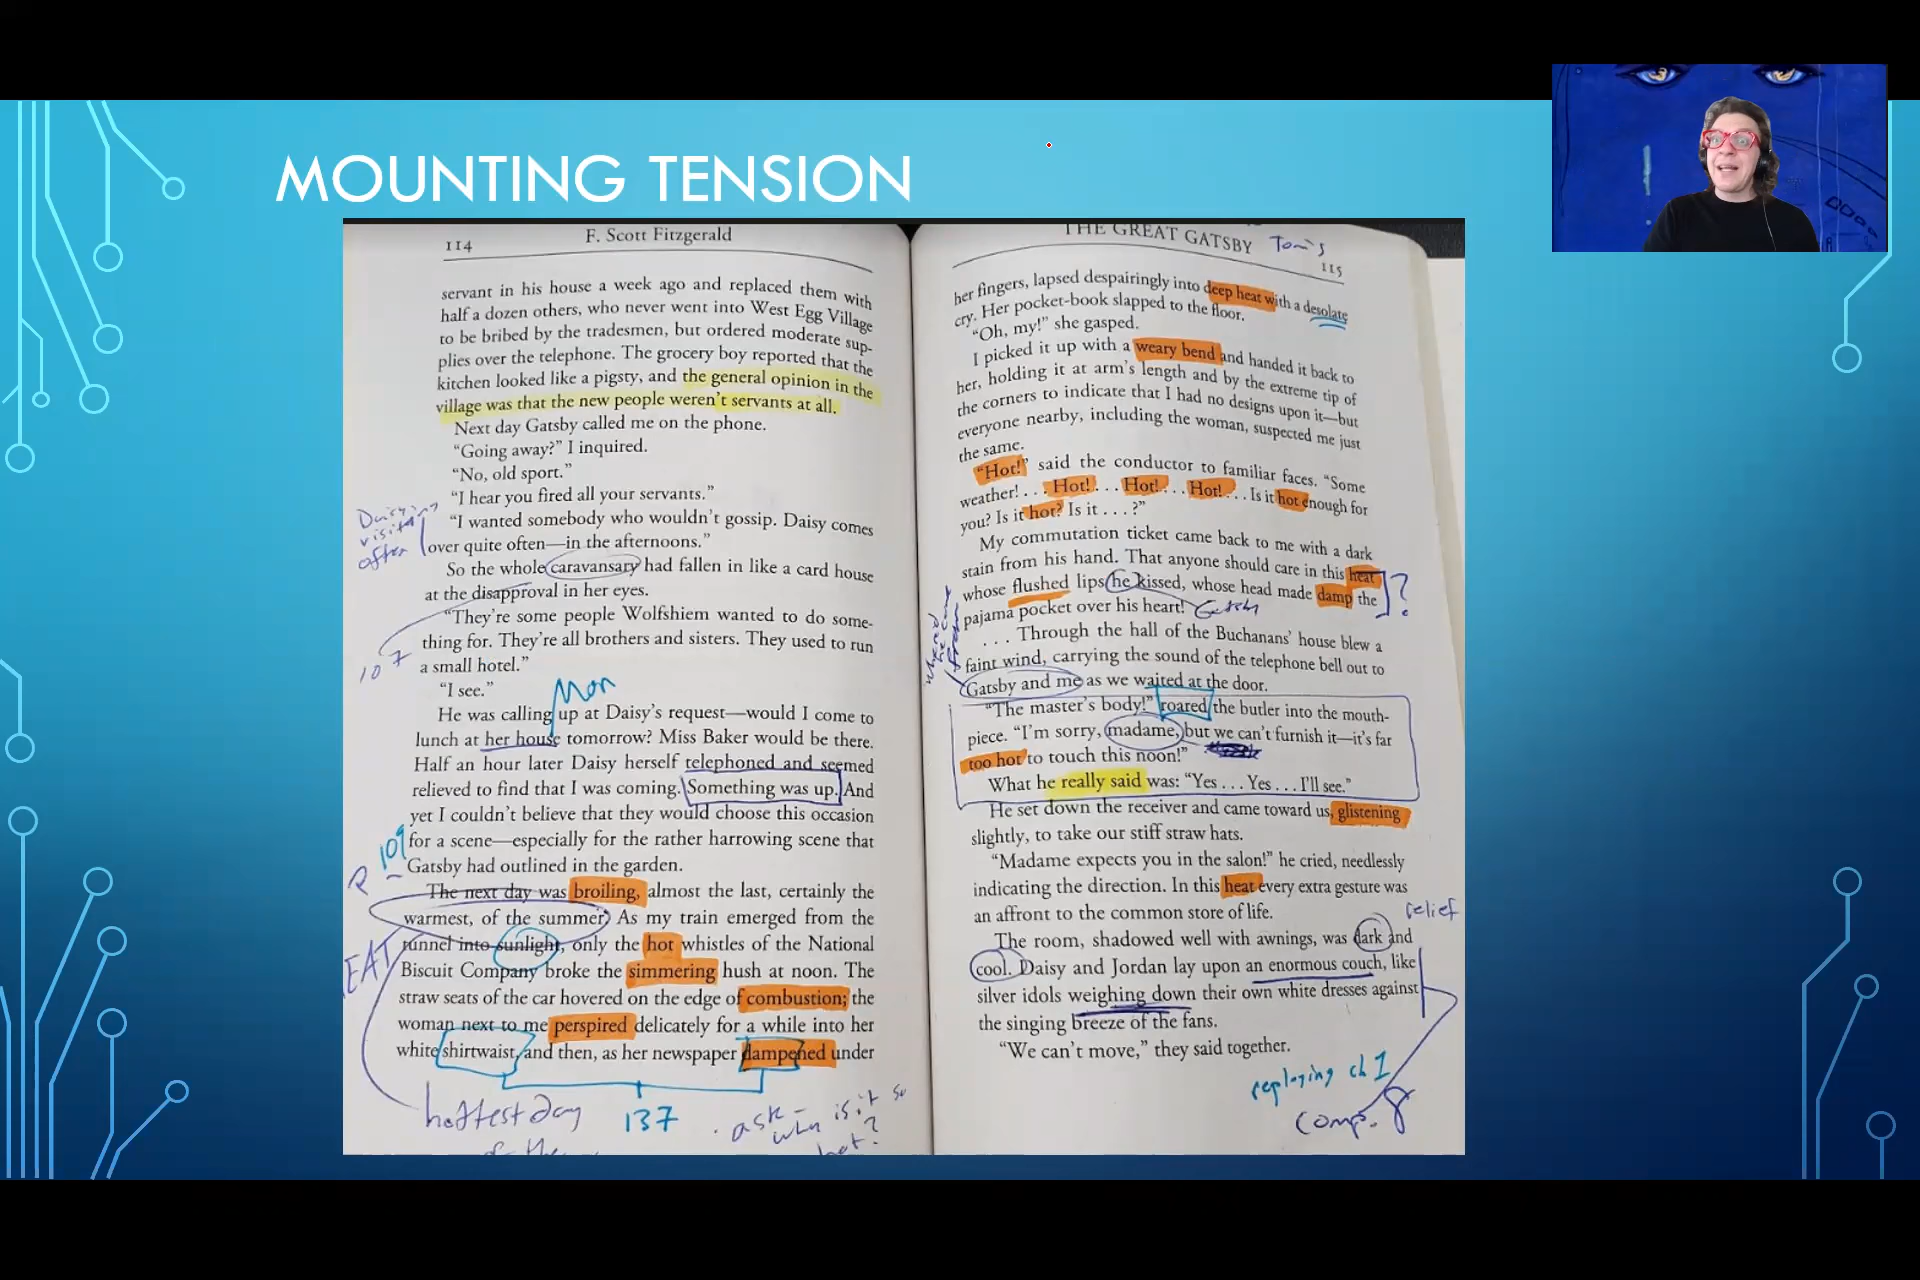 MOUNTING TENSION
114
F. Scott Fitzgerald
servant in his house a week ago and replaced them with
half a dozen others, who never went into West Egg Village
to be bribed by the tradesmen, but ordered moderate sup-
plies over the telephone. The grocery boy reported that the
kitchen looked like a pigsty, and the general opinion in the
village was that the new people weren't servants at all.
Next day Gatsby called me on the phone.
"Going away?" I inquired.
"No, old sport."
"I hear you fired all your servants."
"I wanted somebody who wouldn't gossip. Daisy comes
over quite often—in the afternoons."
So the whole caravansary had fallen in like a card house
at the disapproval in her eyes.
"They're some people Wolfshiem wanted to do some-
thing for. They're all brothers and sisters. They used to run
a small hotel."
"I see."
He was calling up at Daisy's request—would I come to
lunch at her house tomorrow? Miss Baker would be there.
Half an hour later Daisy herself telephoned and seemed
relieved to find that I was coming. Something was up. And
yet I couldn't believe that they would choose this occasion
for a scene—especially for the rather harrowing scene that
Gatsby had outlined in the garden.
The next day was broiling, almost the last, certainly the
warmest, of the summer. As my train emerged from the
tunnel into sunlight, only the hot whistles of the National
Biscuit Company broke the simmering hush at noon. The
straw seats of the car hovered on the edge of combustion; the
woman next to me perspired delicately for a while into her
white shirtwaist, and then, as her newspaper dampened under
Daisy
visiting
often
107
Mon
P 109
hottest day
of the
137
ask -
why is it so
hot?
THE GREAT GATSBY
Tom's
115
her fingers, lapsed despairingly into deep heat with a desolate
cry. Her pocket-book slapped to the floor.
"Oh, my!" she gasped.
I picked it up with a weary bend and handed it back to
her, holding it at arm's length and by the extreme tip of
the corners to indicate that I had no designs upon it—but
everyone nearby, including the woman, suspected me just
the same.
"Hot!" said the conductor to familiar faces. "Some
weather! . . . Hot! . . . Hot! . . . Hot! . . . Is it hot enough for
you? Is it hot? Is it . . . ?"
My commutation ticket came back to me with a dark
stain from his hand. That anyone should care in this heat
whose flushed lips he kissed, whose head made damp the
pajama pocket over his heart!
. . . Through the hall of the Buchanans' house blew a
faint wind, carrying the sound of the telephone bell out to
Gatsby and me as we waited at the door.
"The master's body!" roared the butler into the mouth-
piece. "I'm sorry, madame, but we can't furnish it—it's far
too hot to touch this noon!"
What he really said was: "Yes . . . Yes . . . I'll see."
He set down the receiver and came toward us, glistening
slightly, to take our stiff straw hats.
"Madame expects you in the salon!" he cried, needlessly
indicating the direction. In this heat every extra gesture was
an affront to the common store of life.
The room, shadowed well with awnings, was dark and
cool. Daisy and Jordan lay upon an enormous couch, like
silver idols weighing down their own white dresses against
the singing breeze of the fans.
"We can't move," they said together.
?
Gatsby
relief
replaying ch 1
comp. 8